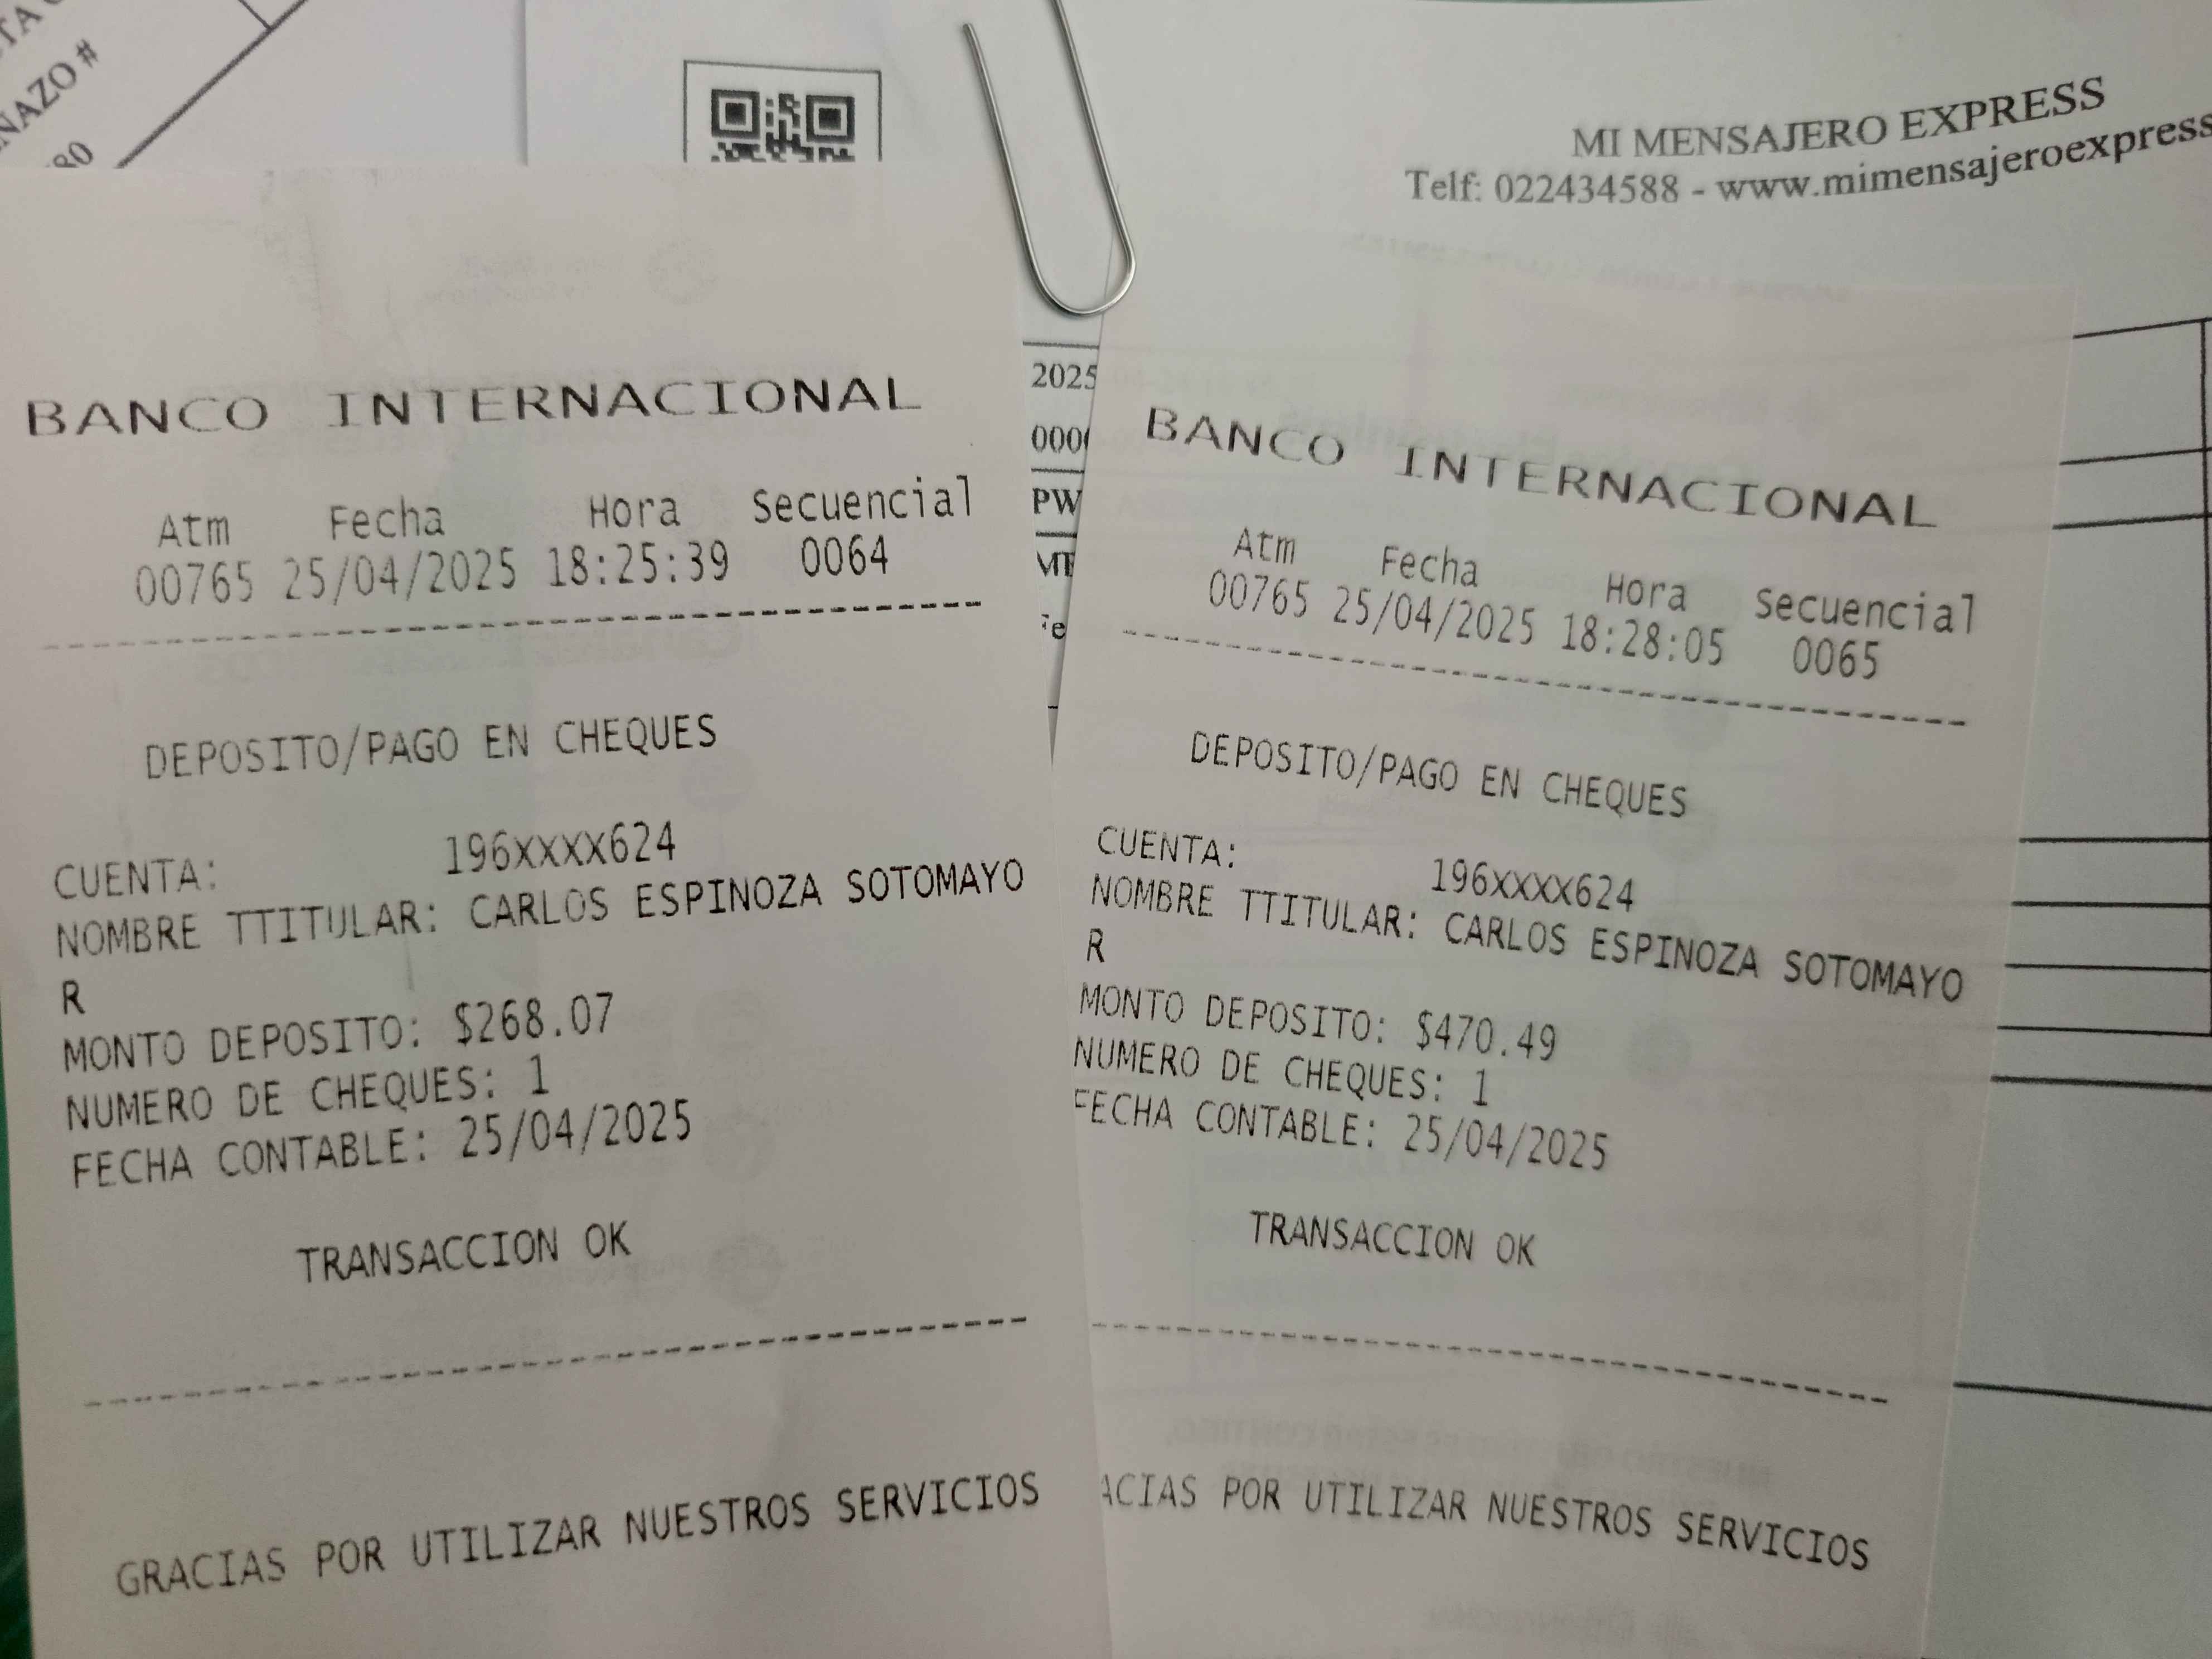 NAZO #
80
MI MENSAJERO EXPRESS
Telf: 022434588 - www.mimensajeroexpress
2025
000
PW
BANCO INTERNACIONAL
Atm Fecha Hora Secuencial
00765 25/04/2025 18:25:39 0064
DEPOSITO/PAGO EN CHEQUES
CUENTA: 196XXXX624
NOMBRE TTITULAR: CARLOS ESPINOZA SOTOMAYO
R
MONTO DEPOSITO: $268.07
NUMERO DE CHEQUES: 1
FECHA CONTABLE: 25/04/2025
TRANSACCION OK
GRACIAS POR UTILIZAR NUESTROS SERVICIOS
BANCO INTERNACIONAL
Atm Fecha Hora Secuencial
00765 25/04/2025 18:28:05 0065
DEPOSITO/PAGO EN CHEQUES
CUENTA: 196XXXX624
NOMBRE TTITULAR: CARLOS ESPINOZA SOTOMAYO
R
MONTO DEPOSITO: $470.49
NUMERO DE CHEQUES: 1
FECHA CONTABLE: 25/04/2025
TRANSACCION OK
ACIAS POR UTILIZAR NUESTROS SERVICIOS